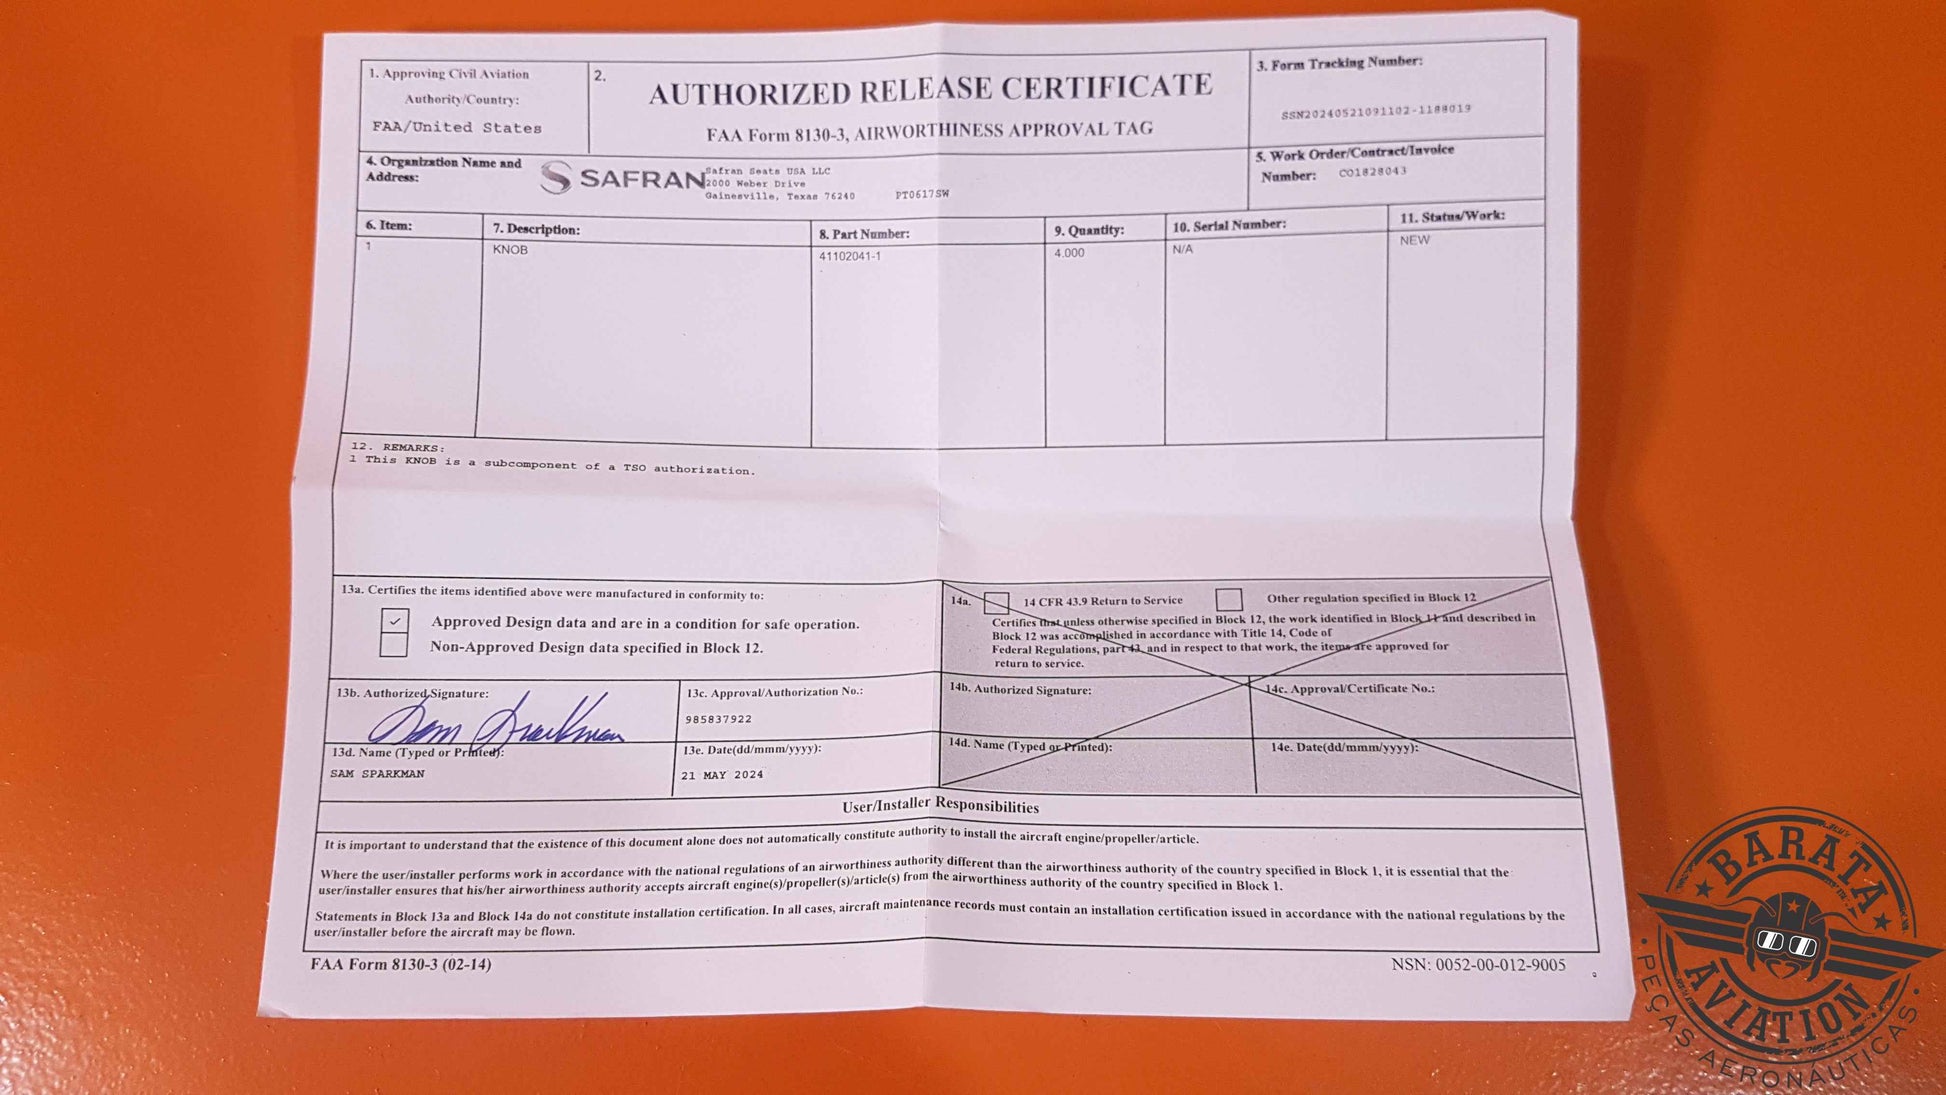 1. Approving Civil Aviation
Authority/Country:
FAA/United States
2.
AUTHORIZED RELEASE CERTIFICATE
FAA Form 8130-3, AIRWORTHINESS APPROVAL TAG
3. Form Tracking Number:
SSN20240521091102-1188019
4. Organization Name and
Address:
SAFRAN
Safran Seats USA LLC
2000 Weber Drive
Gainesville, Texas 76240 PT0617SW
5. Work Order/Contract/Invoice
Number: CO1828043
6. Item: 7. Description: 8. Part Number: 9. Quantity: 10. Serial Number: 11. Status/Work:
1 KNOB 41102041-1 4.000 N/A NEW
12. REMARKS:
1 This KNOB is a subcomponent of a TSO authorization.
13a. Certifies the items identified above were manufactured in conformity to:
Approved Design data and are in a condition for safe operation.
Non-Approved Design data specified in Block 12.
14a. 14 CFR 43.9 Return to Service Other regulation specified in Block 12
Certifies that unless otherwise specified in Block 12, the work identified in Block 11 and described in
Block 12 was accomplished in accordance with Title 14, Code of
Federal Regulations, part 43 and in respect to that work, the items are approved for
return to service.
13b. Authorized Signature:
Sam Sparkman
13c. Approval/Authorization No.:
985837922
14b. Authorized Signature:
14c. Approval/Certificate No.:
13d. Name (Typed or Printed):
SAM SPARKMAN
13e. Date(dd/mmm/yyyy):
21 MAY 2024
14d. Name (Typed or Printed):
14e. Date(dd/mmm/yyyy):
User/Installer Responsibilities
It is important to understand that the existence of this document alone does not automatically constitute authority to install the aircraft engine/propeller/article.
Where the user/installer performs work in accordance with the national regulations of an airworthiness authority different than the airworthiness authority of the country specified in Block 1, it is essential that the
user/installer ensures that his/her airworthiness authority accepts aircraft engine(s)/propeller(s)/article(s) from the airworthiness authority of the country specified in Block 1.
Statements in Block 13a and Block 14a do not constitute installation certification. In all cases, aircraft maintenance records must contain an installation certification issued in accordance with the national regulations by the
user/installer before the aircraft may be flown.
FAA Form 8130-3 (02-14)
NSN: 0052-00-012-9005
BARATA
AVIATION
PEÇAS AERONÁUTICAS